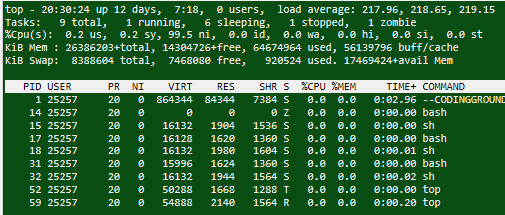 top - 20:30:24 up 12 days, 7:18, 0 users, load average: 217.96, 218.65, 219.15
Tasks: 9 total, 1 running, 6 sleeping, 1 stopped, 1 zombie
%Cpu(s): 0.2 us, 0.2 sy, 99.5 ni, 0.0 id, 0.0 wa, 0.0 hi, 0.0 si, 0.0 st
KiB Mem : 26386203+total, 14304726+free, 64674964 used, 56139796 buff/cache
KiB Swap: 8388604 total, 7468080 free, 920524 used. 17469424+avail Mem
PID USER PR NI VIRT RES SHR S %CPU %MEM TIME+ COMMAND
1 25257 20 0 864344 84344 7384 S 0.0 0.0 0:02.96 --CODINGGROUND
14 25257 20 0 0 0 0 Z 0.0 0.0 0:00.00 bash
15 25257 20 0 16132 1904 1536 S 0.0 0.0 0:00.00 sh
17 25257 20 0 16128 1620 1360 S 0.0 0.0 0:00.00 bash
18 25257 20 0 16132 1980 1604 S 0.0 0.0 0:00.00 sh
31 25257 20 0 15996 1624 1360 S 0.0 0.0 0:00.00 bash
32 25257 20 0 16132 1944 1564 S 0.0 0.0 0:00.02 sh
52 25257 20 0 50288 1668 1288 T 0.0 0.0 0:00.00 top
59 25257 20 0 54888 2140 1564 R 0.0 0.0 0:00.20 top